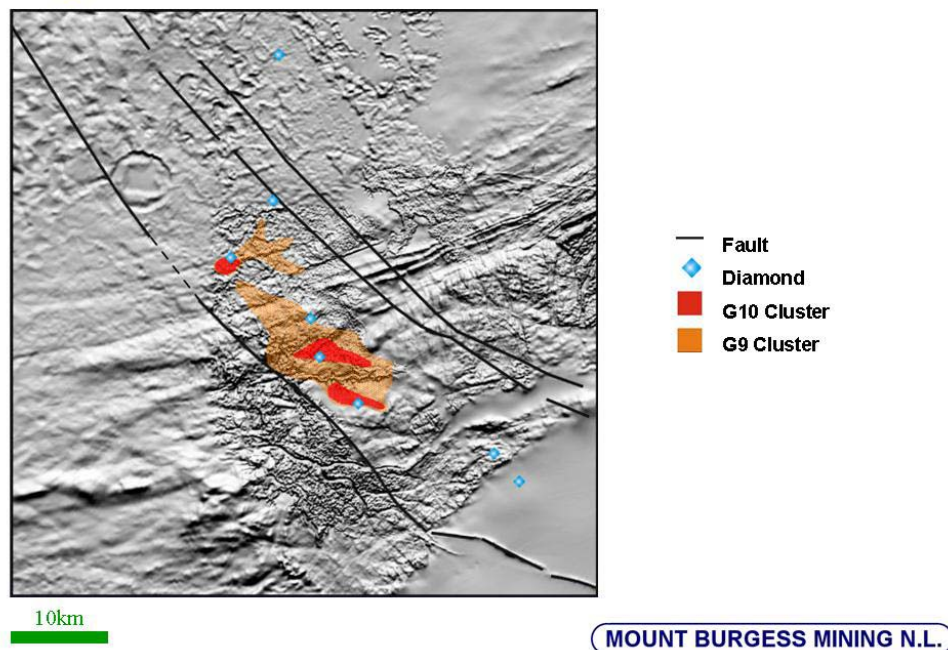 Fault
Diamond
G10 Cluster
G9 Cluster
10km
MOUNT BURGESS MINING N.L.